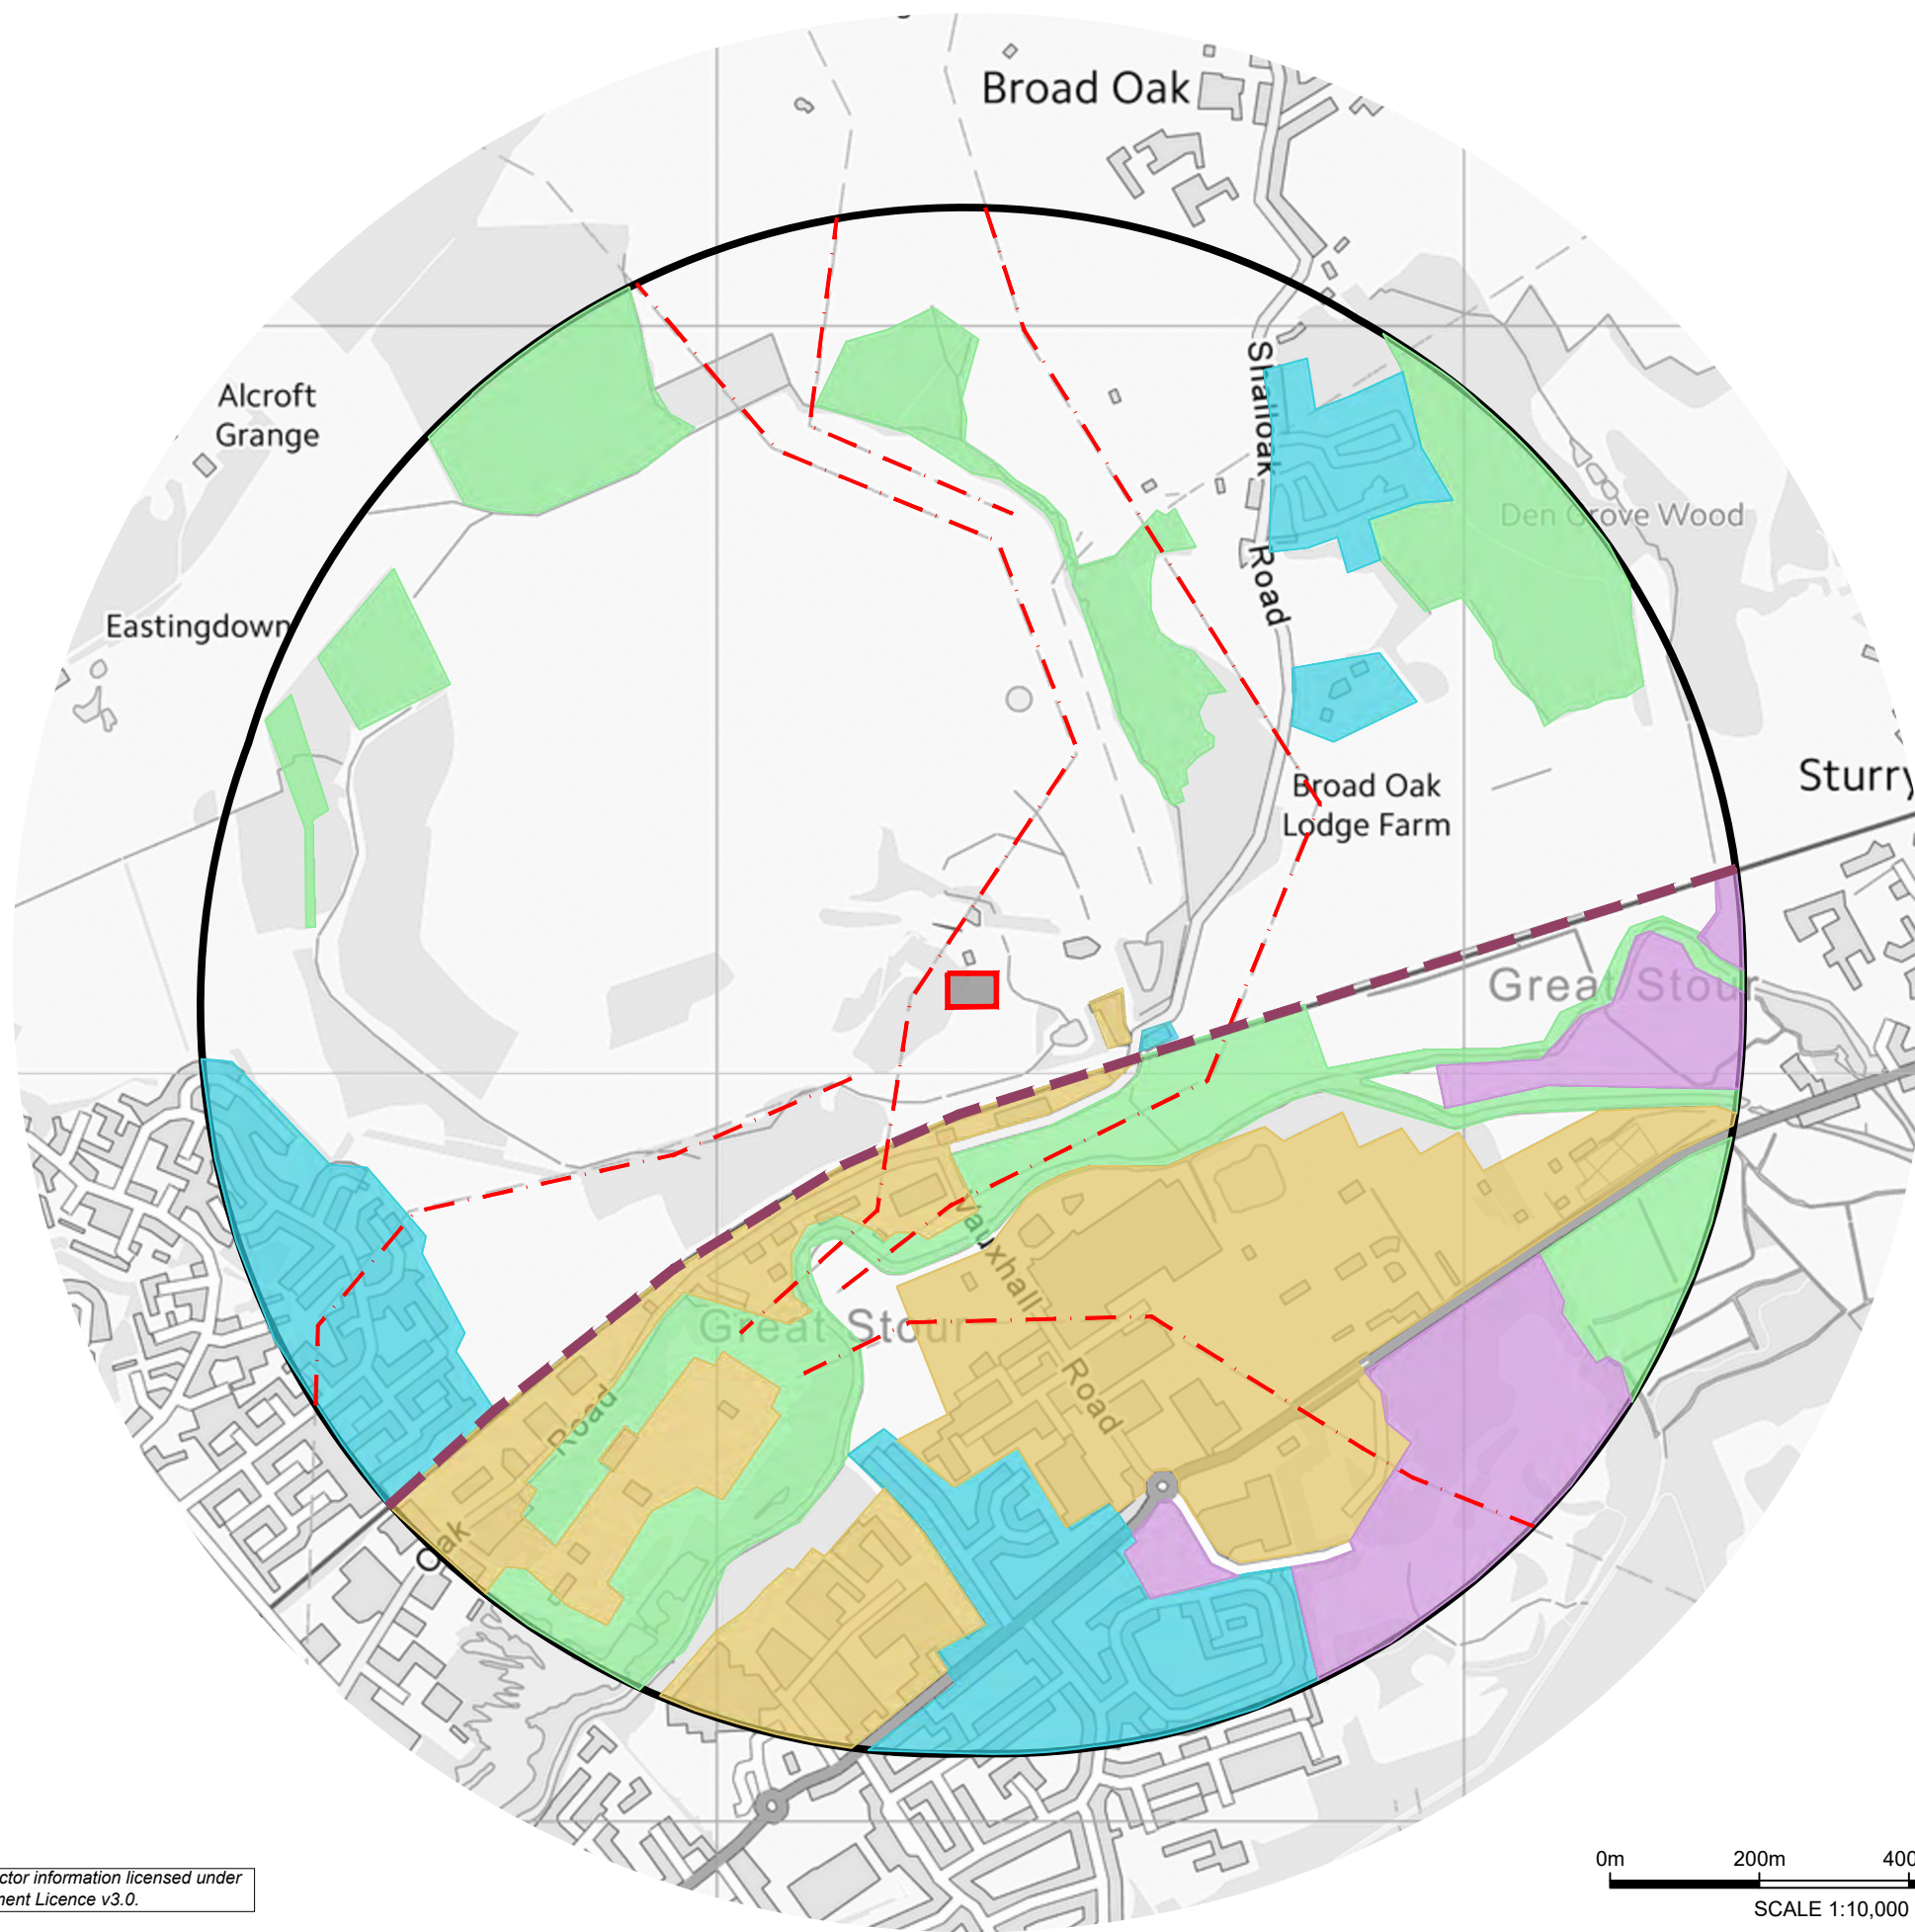 Broad Oak
Shalloak Road
Alcroft
Grange
Den Grove Wood
Eastingdown
Broad Oak
Lodge Farm
Sturry
Great Stour
Vauxhall Road
Great Stour
Road
Oak
0m 200m 400
SCALE 1:10,000
ctor information licensed under
ment Licence v3.0.